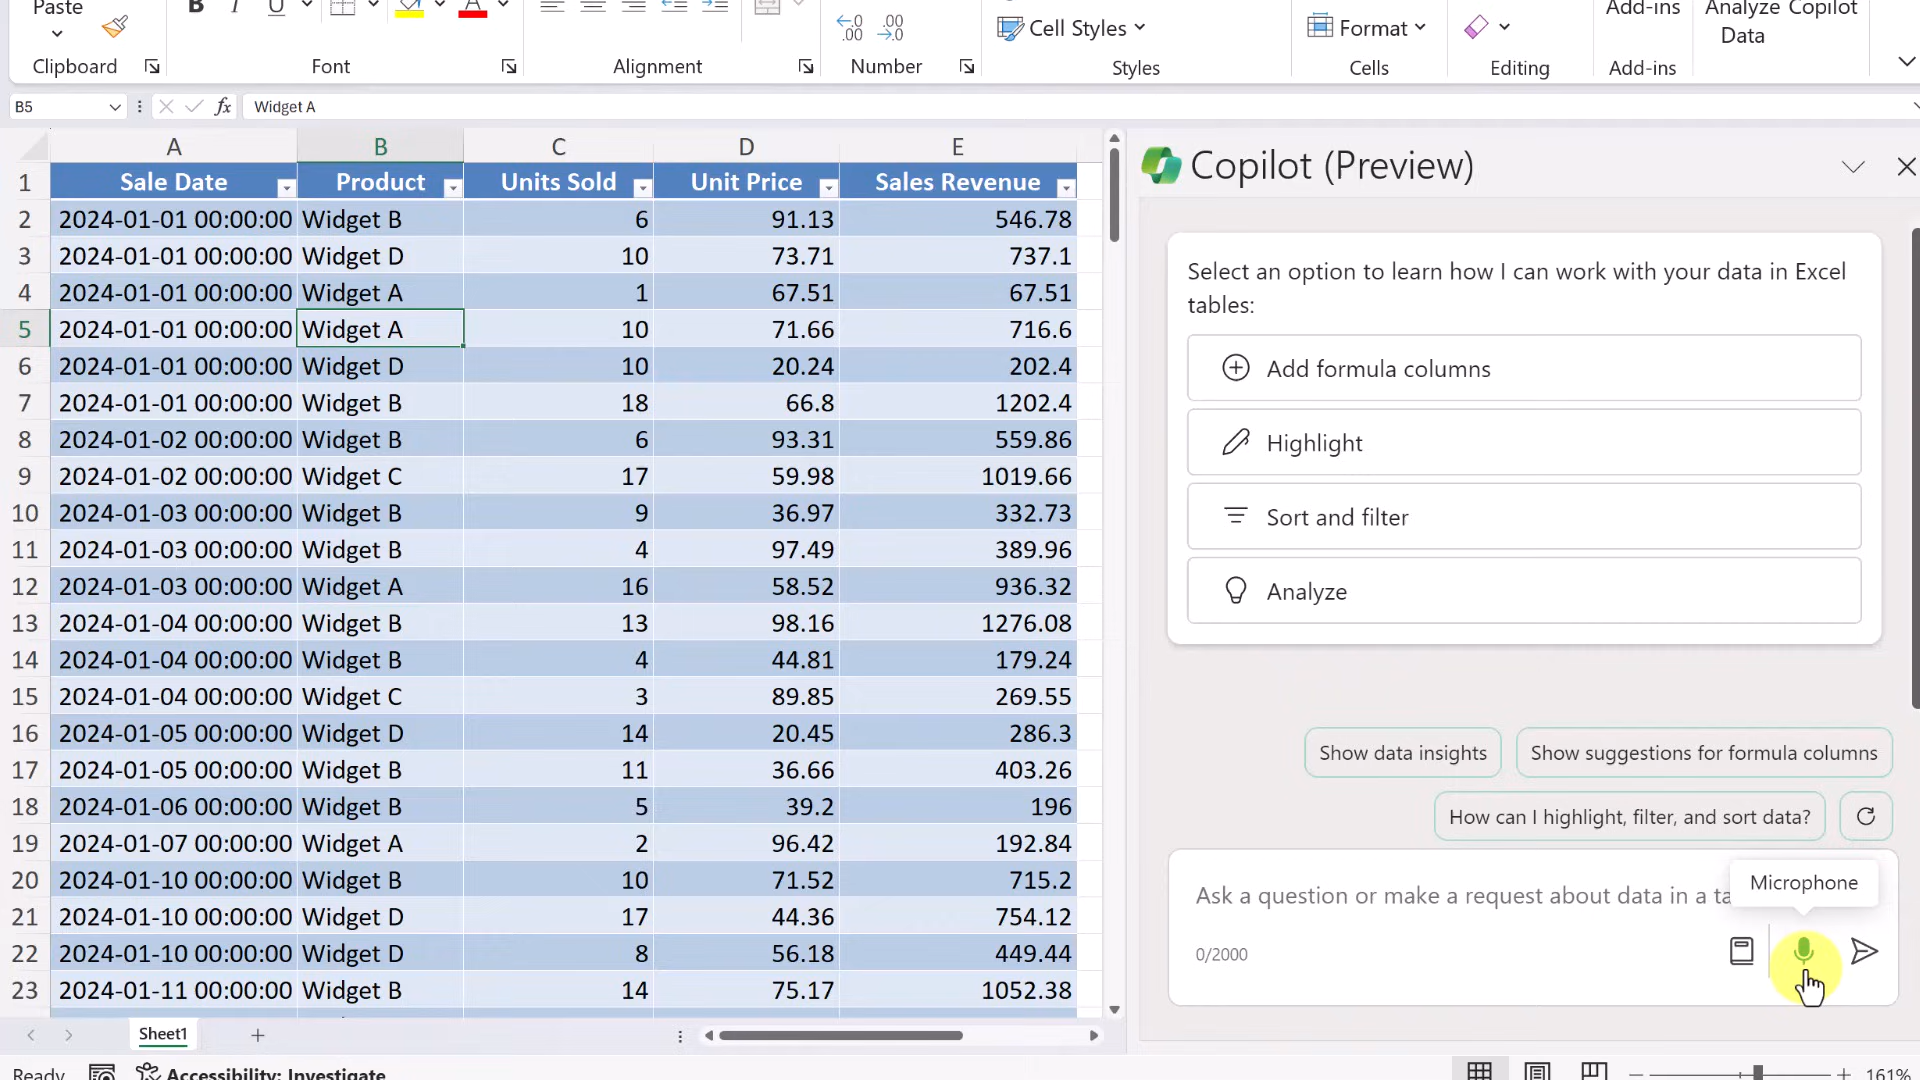 Paste
B I U A
Cell Styles
Format
Add-ins
Analyze Copilot
Data
Clipboard
Font
Alignment
Number
Styles
Cells
Editing
Add-ins
B5
fx
Widget A
A B C D E
1 Sale Date Product Units Sold Unit Price Sales Revenue
2 2024-01-01 00:00:00 Widget B 6 91.13 546.78
3 2024-01-01 00:00:00 Widget D 10 73.71 737.1
4 2024-01-01 00:00:00 Widget A 1 67.51 67.51
5 2024-01-01 00:00:00 Widget A 10 71.66 716.6
6 2024-01-01 00:00:00 Widget D 10 20.24 202.4
7 2024-01-01 00:00:00 Widget B 18 66.8 1202.4
8 2024-01-02 00:00:00 Widget B 6 93.31 559.86
9 2024-01-02 00:00:00 Widget C 17 59.98 1019.66
10 2024-01-03 00:00:00 Widget B 9 36.97 332.73
11 2024-01-03 00:00:00 Widget B 4 97.49 389.96
12 2024-01-03 00:00:00 Widget A 16 58.52 936.32
13 2024-01-04 00:00:00 Widget B 13 98.16 1276.08
14 2024-01-04 00:00:00 Widget B 4 44.81 179.24
15 2024-01-04 00:00:00 Widget C 3 89.85 269.55
16 2024-01-05 00:00:00 Widget D 14 20.45 286.3
17 2024-01-05 00:00:00 Widget B 11 36.66 403.26
18 2024-01-06 00:00:00 Widget B 5 39.2 196
19 2024-01-07 00:00:00 Widget A 2 96.42 192.84
20 2024-01-10 00:00:00 Widget B 10 71.52 715.2
21 2024-01-10 00:00:00 Widget D 17 44.36 754.12
22 2024-01-10 00:00:00 Widget D 8 56.18 449.44
23 2024-01-11 00:00:00 Widget B 14 75.17 1052.38
Sheet1
Ready
Accessibility: Investigate
161%
Copilot (Preview)
Select an option to learn how I can work with your data in Excel
tables:
Add formula columns
Highlight
Sort and filter
Analyze
Show data insights
Show suggestions for formula columns
How can I highlight, filter, and sort data?
Microphone
Ask a question or make a request about data in a ta
0/2000